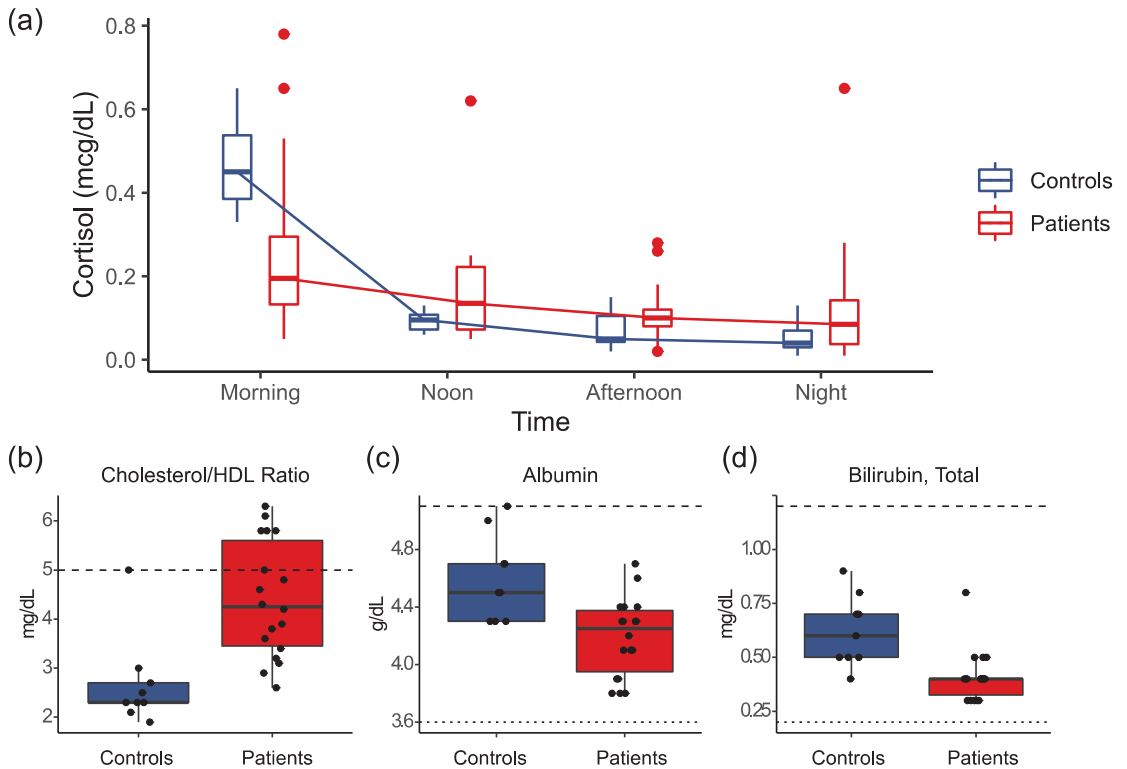 (a)
Cortisol (mcg/dL)
0.8
0.6
0.4
0.2
0.0
Morning
Noon
Afternoon
Night
Time
Controls
Patients
(b)
Cholesterol/HDL Ratio
mg/dL
6
5
4
3
2
Controls
Patients
(c)
Albumin
g/dL
4.8
4.4
4.0
3.6
Controls
Patients
(d)
Bilirubin, Total
mg/dL
1.00
0.75
0.50
0.25
Controls
Patients